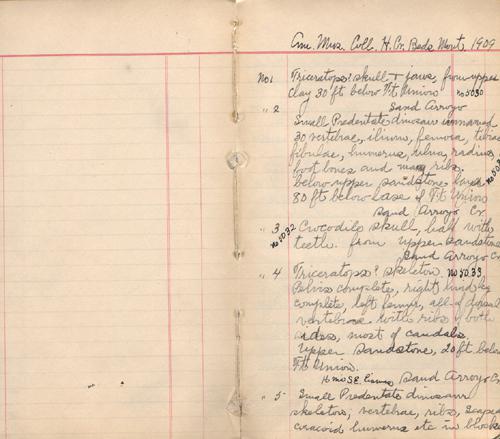 Am. Mus. Coll. H. Cr. Beds Mont. 1909
No 1 Triceratops? skull + jaws, from upper
clay 30 ft below Ft Union no 5030
Sand Arroyo
" 2 Small Predentate dinosaur unnamed
30 vertebrae, iliums, femora, tibiae
fibulae, humerus, ulna, radius,
foot bones and many ribs.
below upper sandstone
80 ft below base of Ft. Union
Sand Arroyo Cr
" 3 Crocodile skull, half with
no 5032
teeth. from upper sandstone
Sand Arroyo Cr
" 4 Triceratops? skeleton. no 5033
Pelvis complete, right hind leg
complete, left femur, all of dorsal
vertebrae with ribs of both
sides, most of caudals.
Upper Sandstone, 20 ft below
Ft. Union.
Sand Arroyo Cr
" 5 Small Predentate dinosaur
skeleton; vertebrae, ribs, scapula
coracoid humerus etc in blocks